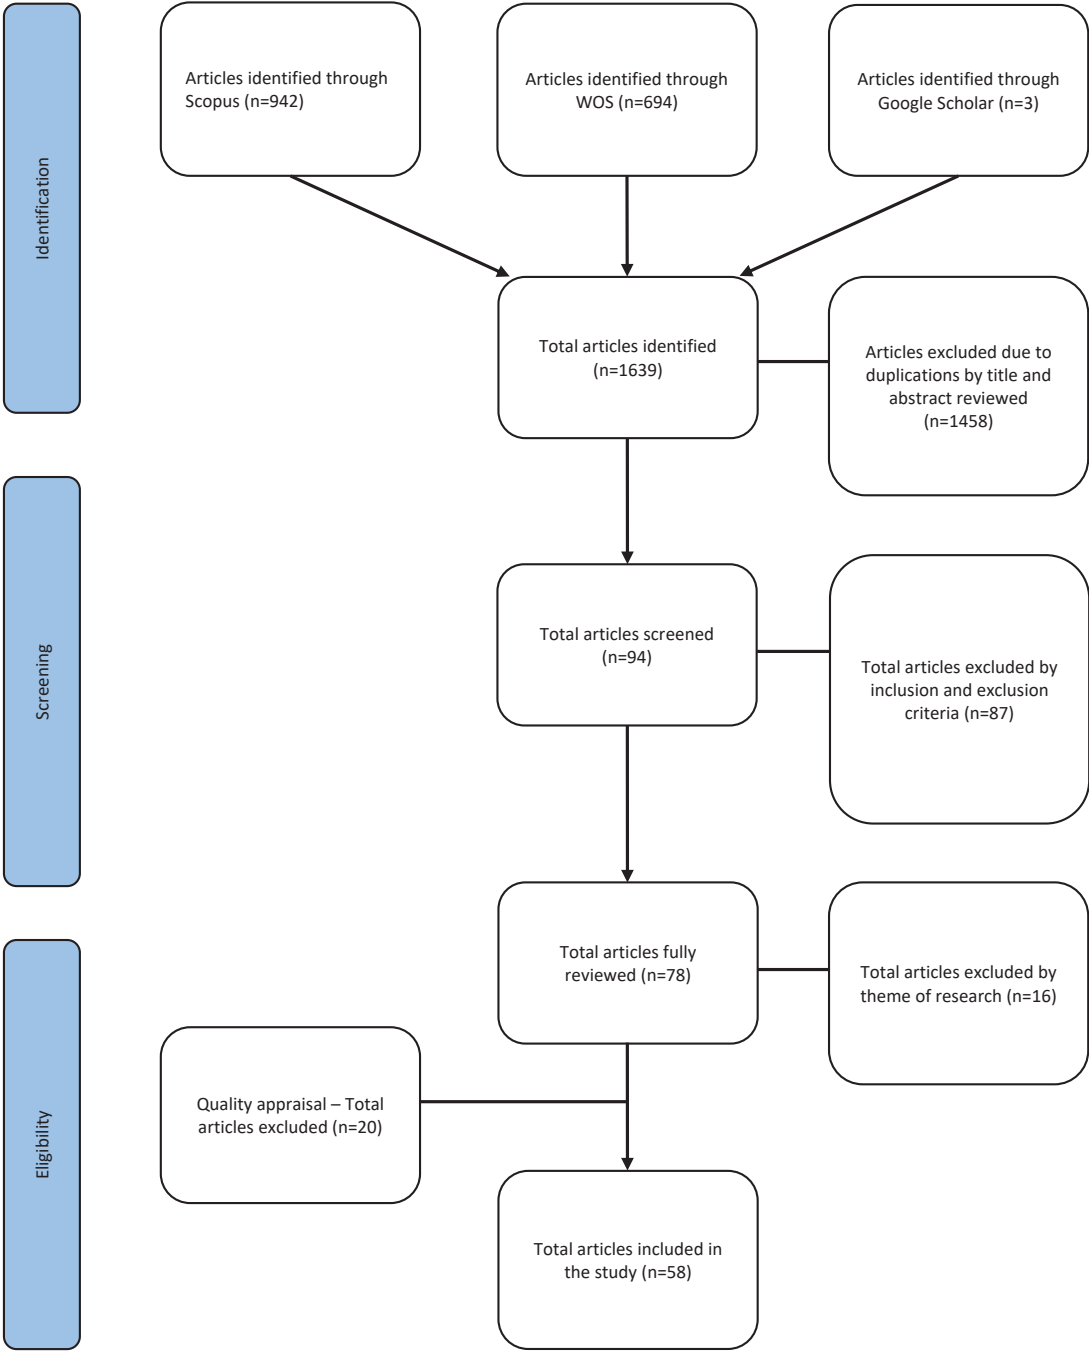 Identification
Articles identified through
Scopus (n=942)
Articles identified through
WOS (n=694)
Articles identified through
Google Scholar (n=3)
Total articles identified
(n=1639)
Articles excluded due to
duplications by title and
abstract reviewed
(n=1458)
Screening
Total articles screened
(n=94)
Total articles excluded by
inclusion and exclusion
criteria (n=87)
Eligibility
Total articles fully
reviewed (n=78)
Total articles excluded by
theme of research (n=16)
Quality appraisal – Total
articles excluded (n=20)
Total articles included in
the study (n=58)